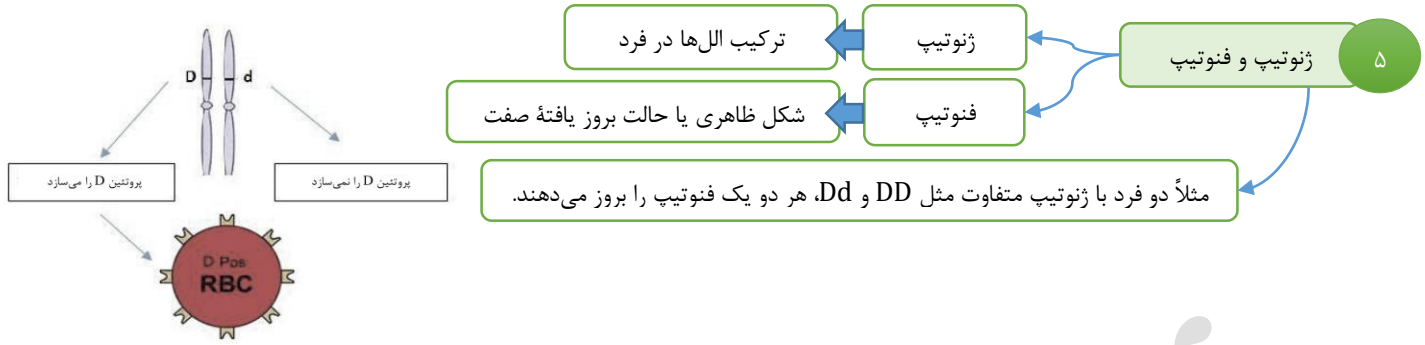 ۵
ژنوتیپ و فنوتیپ
ژنوتیپ
ترکیب الل‌ها در فرد
فنوتیپ
شکل ظاهری یا حالت بروز یافتهٔ صفت
مثلاً دو فرد با ژنوتیپ متفاوت مثل DD و Dd، هر دو یک فنوتیپ را بروز می‌دهند.
D d
پروتئین D را می‌سازد
پروتئین D را نمی‌سازد
D Pos
RBC